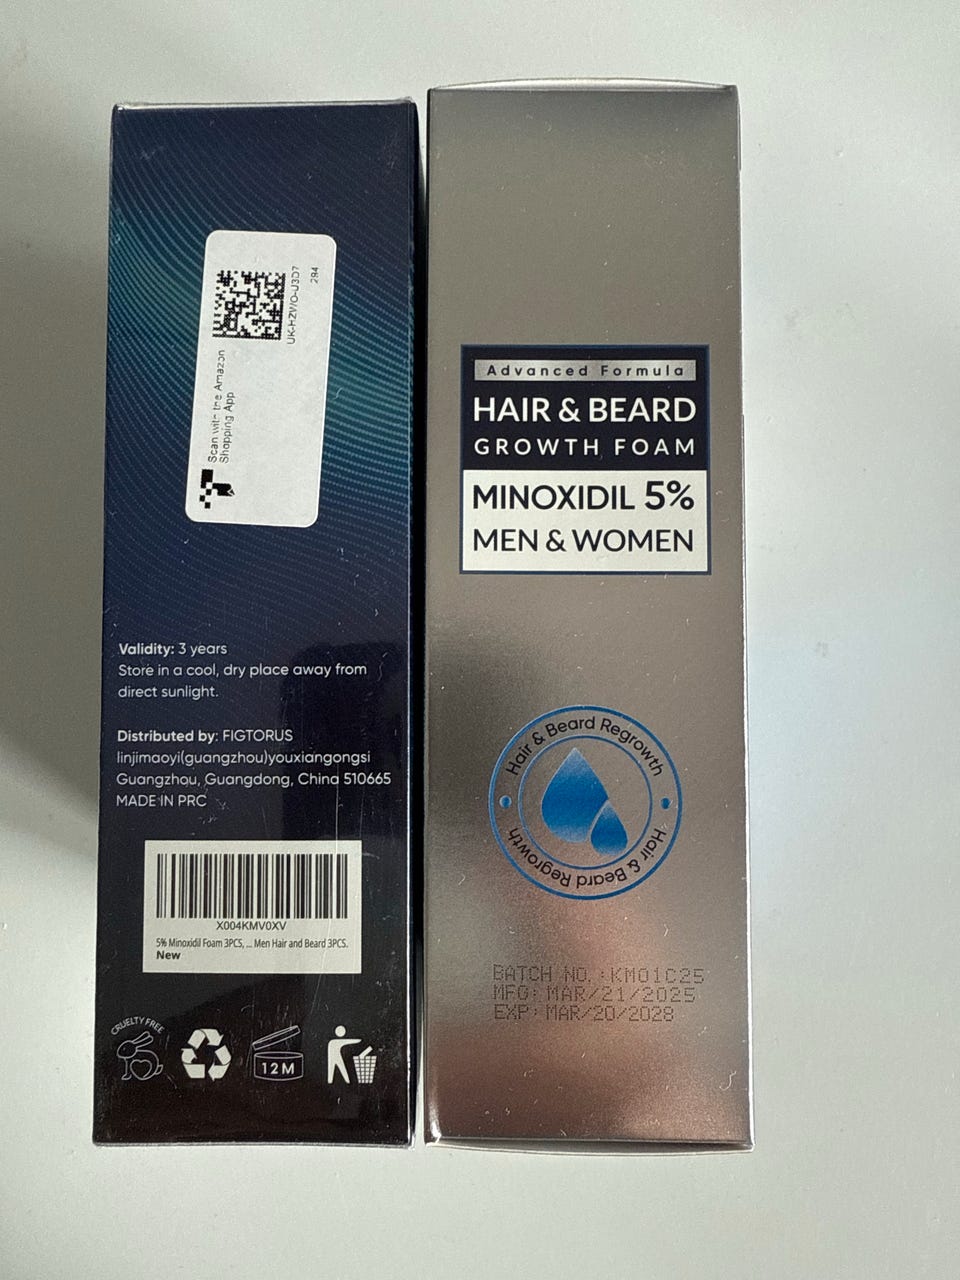 Scan with the Amazon
Shopping App
UK-HZWO-U3D7
294
Validity: 3 years
Store in a cool, dry place away from
direct sunlight.
Distributed by: FIGTORUS
linjimaoyi(guangzhou)youxiangongsi
Guangzhou, Guangdong, China 510665
MADE IN PRC
X004KMV0XV
5% Minoxidil Foam 3PCS, ... Men Hair and Beard 3PCS.
New
CRUELTY FREE
12M
Advanced Formula
HAIR & BEARD
GROWTH FOAM
MINOXIDIL 5%
MEN & WOMEN
Hair & Beard Regrowth
Hair & Beard Regrowth
BATCH NO.:KM01C25
MFG: MAR/21/2025
EXP: MAR/20/2028